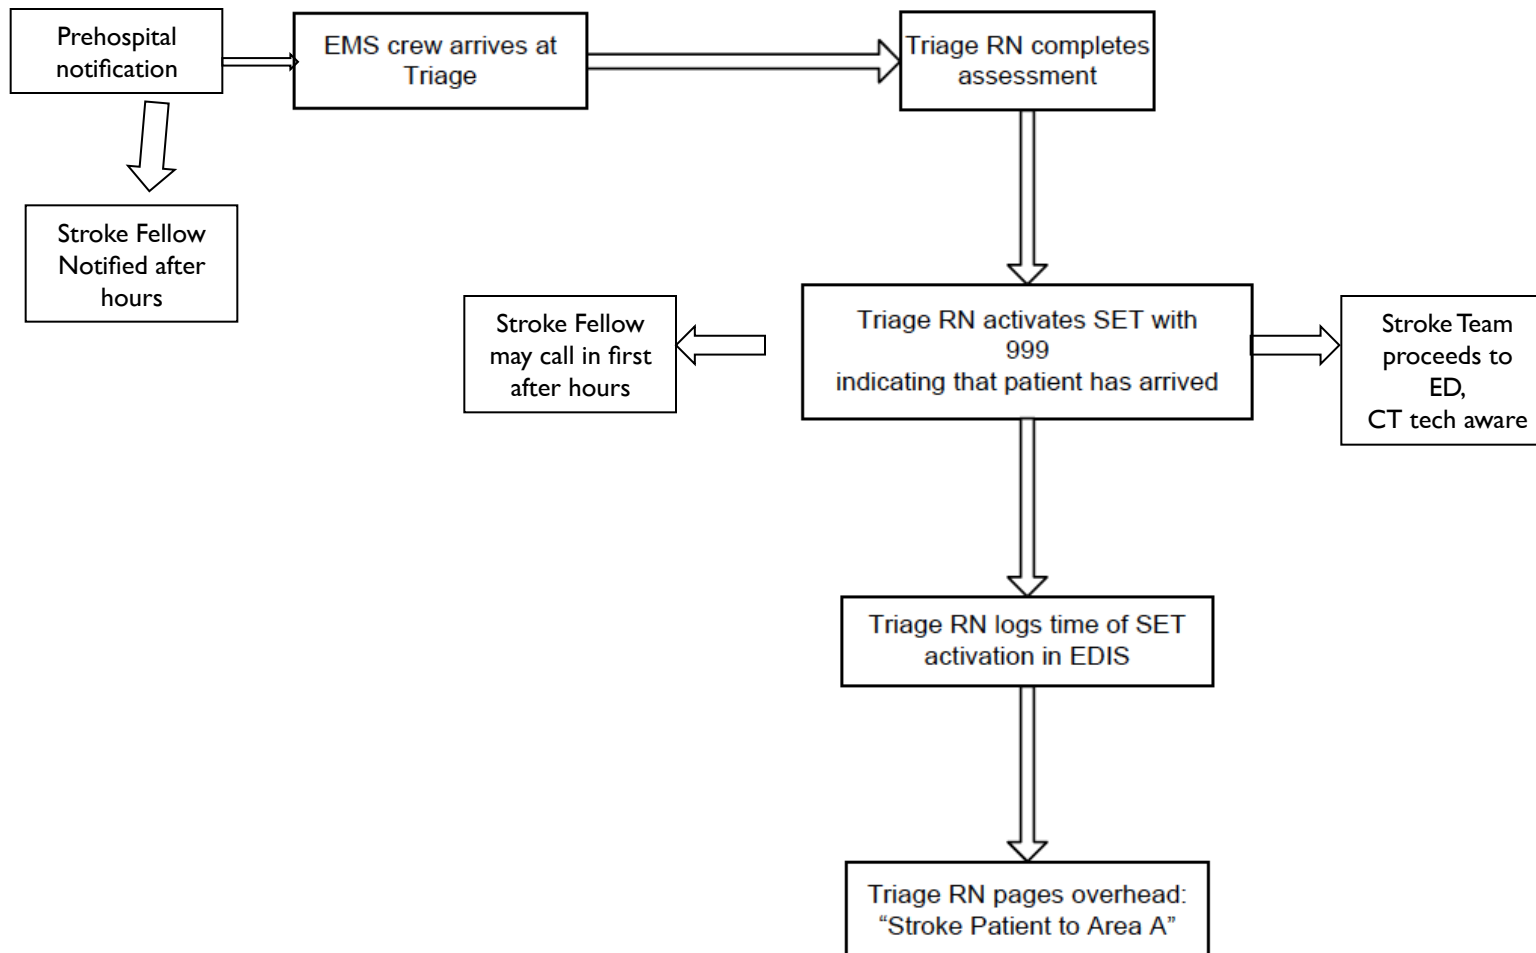 Prehospital
notification
EMS crew arrives at
Triage
Triage RN completes
assessment
Stroke Fellow
Notified after
hours
Stroke Fellow
may call in first
after hours
Triage RN activates SET with
999
indicating that patient has arrived
Stroke Team
proceeds to
ED,
CT tech aware
Triage RN logs time of SET
activation in EDIS
Triage RN pages overhead:
“Stroke Patient to Area A”